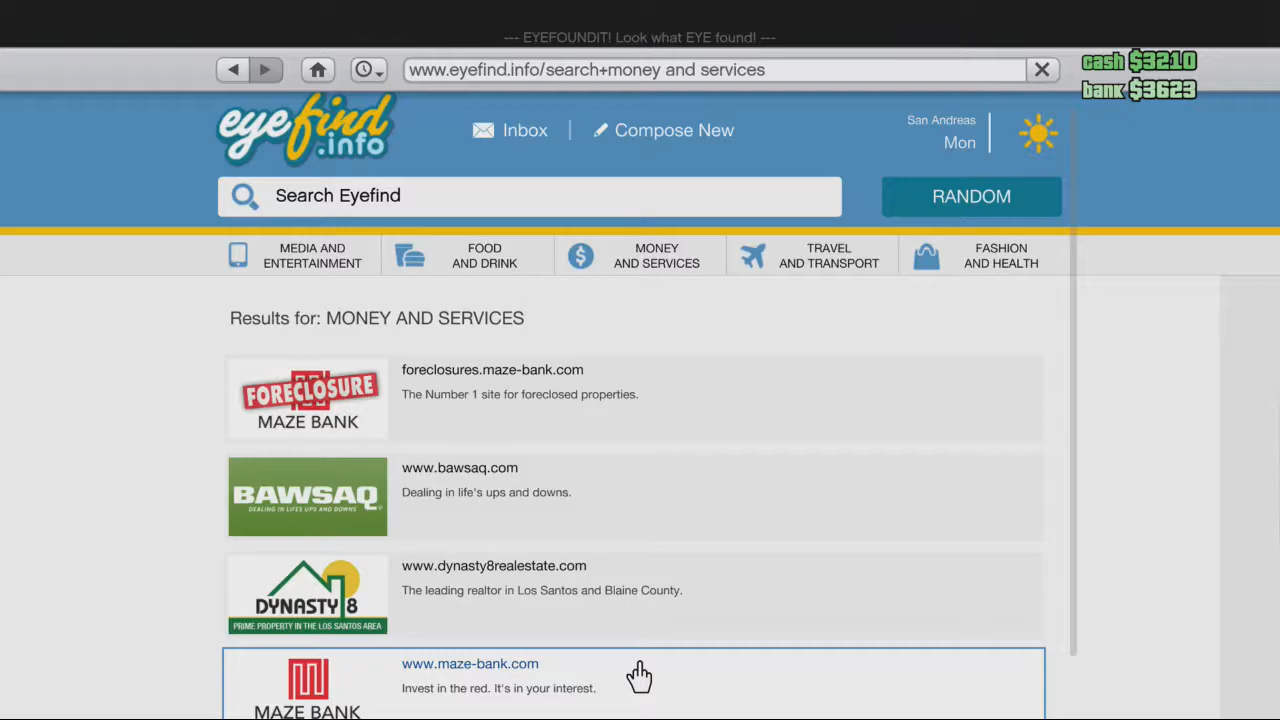 --- EYEFOUNDIT! Look what EYE found! ---
www.eyefind.info/search+money and services
cash $3210
bank $3623
eyefind
.info
Inbox
Compose New
San Andreas
Mon
Search Eyefind
RANDOM
MEDIA AND
ENTERTAINMENT
FOOD
AND DRINK
MONEY
AND SERVICES
TRAVEL
AND TRANSPORT
FASHION
AND HEALTH
Results for: MONEY AND SERVICES
FORECLOSURE
MAZE BANK
foreclosures.maze-bank.com
The Number 1 site for foreclosed properties.
BAWSAQ
DEALING IN LIFES UPS AND DOWNS
www.bawsaq.com
Dealing in life's ups and downs.
DYNASTY 8
PRIME PROPERTY IN THE LOS SANTOS AREA
www.dynasty8realestate.com
The leading realtor in Los Santos and Blaine County.
MAZE BANK
www.maze-bank.com
Invest in the red. It's in your interest.